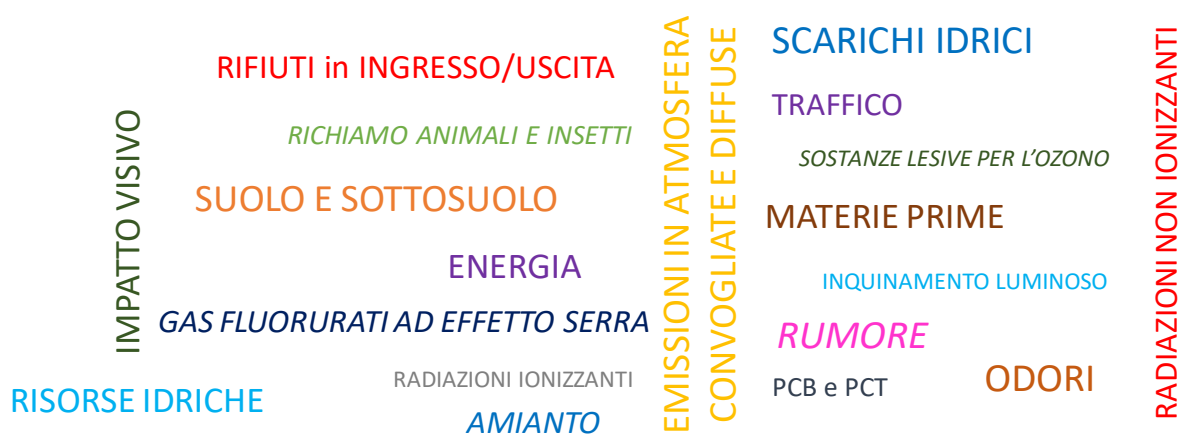 IMPATTO VISIVO
RIFIUTI in INGRESSO/USCITA
RICHIAMO ANIMALI E INSETTI
SUOLO E SOTTOSUOLO
ENERGIA
GAS FLUORURATI AD EFFETTO SERRA
RADIAZIONI IONIZZANTI
RISORSE IDRICHE
AMIANTO
EMISSIONI IN ATMOSFERA
CONVOGLIATE E DIFFUSE
SCARICHI IDRICI
TRAFFICO
SOSTANZE LESIVE PER L'OZONO
MATERIE PRIME
INQUINAMENTO LUMINOSO
RUMORE
PCB e PCT
ODORI
RADIAZIONI NON IONIZZANTI